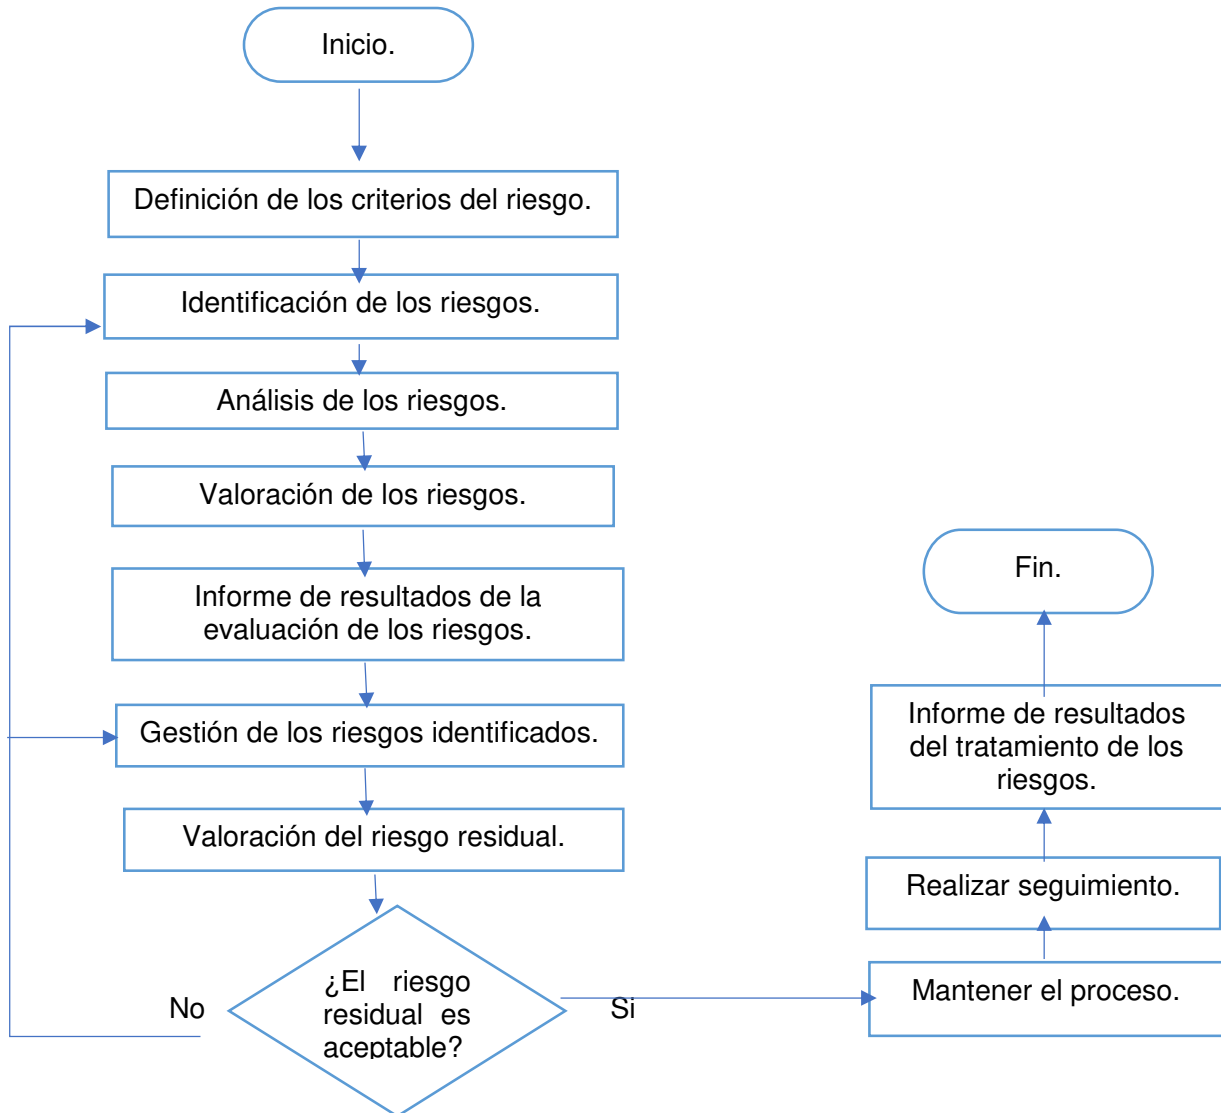 Inicio.
Definición de los criterios del riesgo.
Identificación de los riesgos.
Análisis de los riesgos.
Valoración de los riesgos.
Informe de resultados de la
evaluación de los riesgos.
Gestión de los riesgos identificados.
Valoración del riesgo residual.
¿El riesgo
residual es
aceptable?
No
Si
Mantener el proceso.
Realizar seguimiento.
Informe de resultados
del tratamiento de los
riesgos.
Fin.